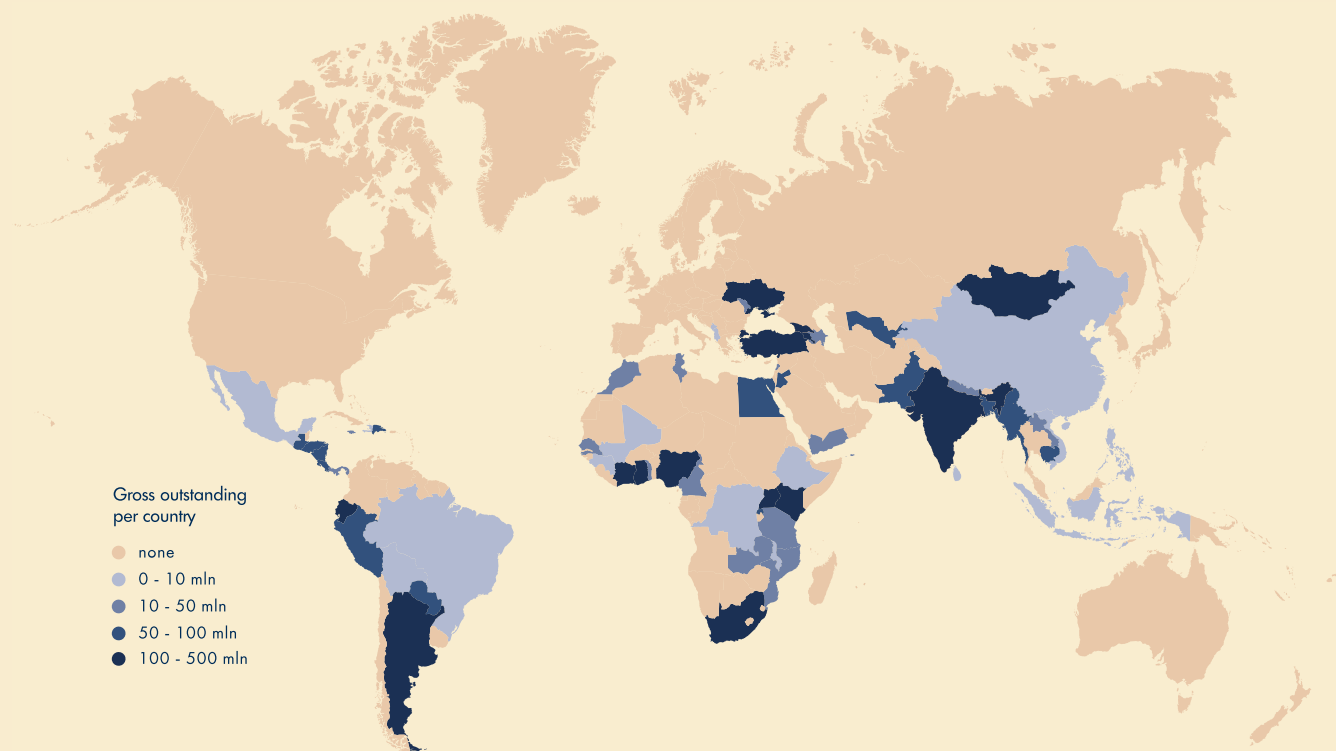 Gross outstanding
per country
none
0 - 10 mln
10 - 50 mln
50 - 100 mln
100 - 500 mln